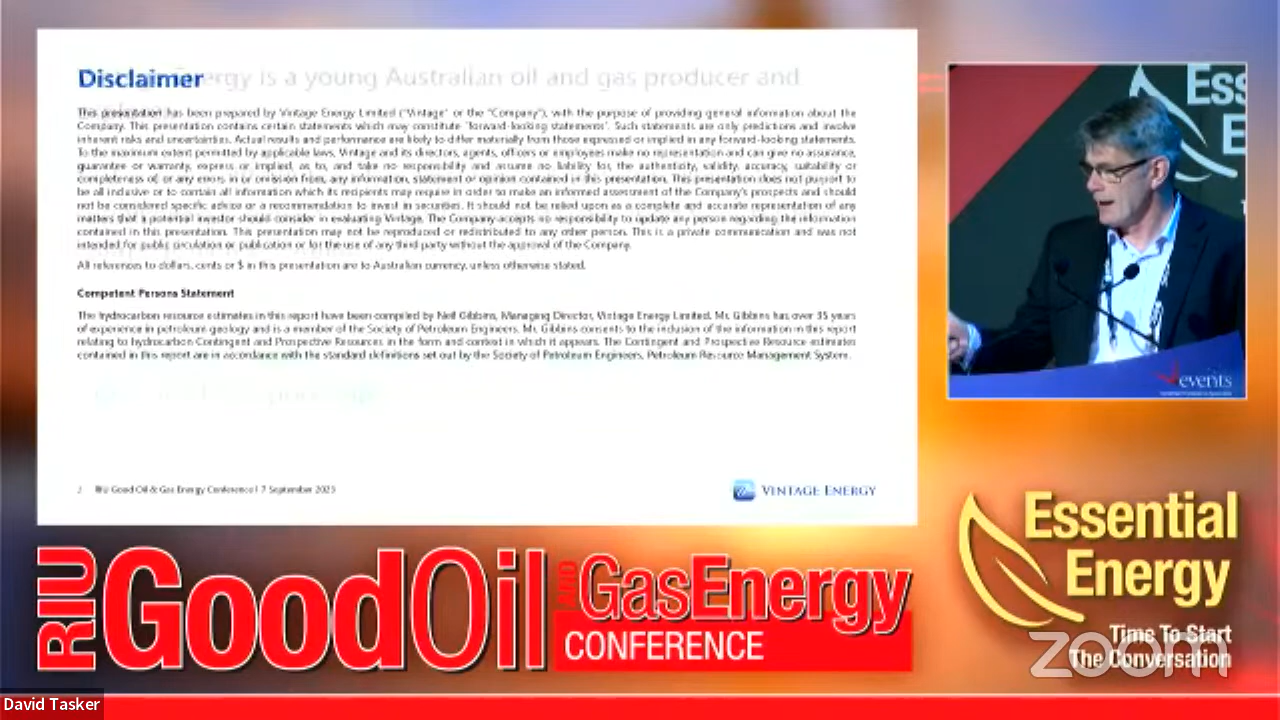 Disclaimer
ergy is a young Australian oil and gas producer and
This presentation has been prepared by Vintage Energy Limited ("Vintage" or the "Company"), with the purpose of providing general information about the
Company. This presentation contains certain statements which may constitute "forward-looking statements". Such statements are only predictions and involve
inherent risks and uncertainties. Actual results and performance are likely to differ materially from those expressed or implied in any forward-looking statements.
To the maximum extent permitted by applicable laws, Vintage and its directors, agents, officers or employees make no representation and can give no assurance,
guarantee or warranty, express or implied, as to, and take no responsibility and assume no liability for, the authenticity, validity, accuracy, suitability or
completeness of, or any errors in or omission from, any information, statement or opinion contained in this presentation. This presentation does not purport to
be all inclusive or to contain all information which its recipients may require in order to make an informed assessment of the Company's prospects and should
not be considered specific advice or a recommendation to invest in securities. It should not be relied upon as a complete and accurate representation of any
matters that a potential investor should consider in evaluating Vintage. The Company accepts no responsibility to update any person regarding the information
contained in this presentation. This presentation may not be reproduced or redistributed to any other person. This is a private communication and was not
intended for public circulation or publication or for the use of any third party without the approval of the Company.
All references to dollars, cents or $ in this presentation are to Australian currency, unless otherwise stated.
Competent Persons Statement
The hydrocarbon resource estimates in this report have been compiled by Neil Gibbins, Managing Director, Vintage Energy Limited. Mr. Gibbins has over 35 years
of experience in petroleum geology and is a member of the Society of Petroleum Engineers. Mr. Gibbins consents to the inclusion of the information in this report
relating to hydrocarbon Contingent and Prospective Resources in the form and context in which it appears. The Contingent and Prospective Resource estimates
contained in this report are in accordance with the standard definitions set out by the Society of Petroleum Engineers, Petroleum Resource Management System.
2 RIU Good Oil & Gas Energy Conference | 7 September 2023
VINTAGE ENERGY
Ess
E
events
RIU GoodOil AND GasEnergy
CONFERENCE
Essential
Energy
Time To Start
The Conversation
zoom
David Tasker